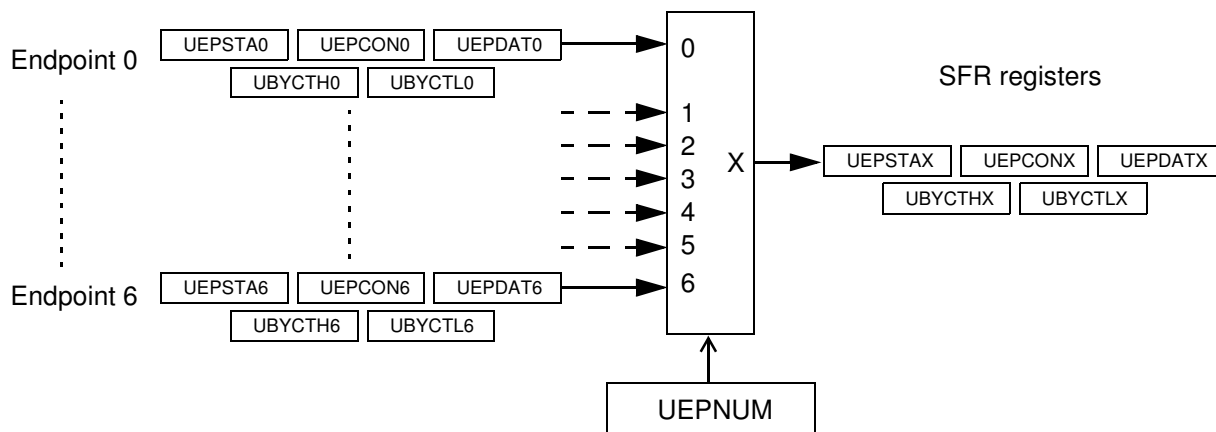 Endpoint 0
UEPSTA0 UEPCON0 UEPDAT0
UBYCTH0 UBYCTL0
0
1
2
3
4
5
6
X
SFR registers
UEPSTAX UEPCONX UEPDATX
UBYCTHX UBYCTLX
Endpoint 6
UEPSTA6 UEPCON6 UEPDAT6
UBYCTH6 UBYCTL6
UEPNUM